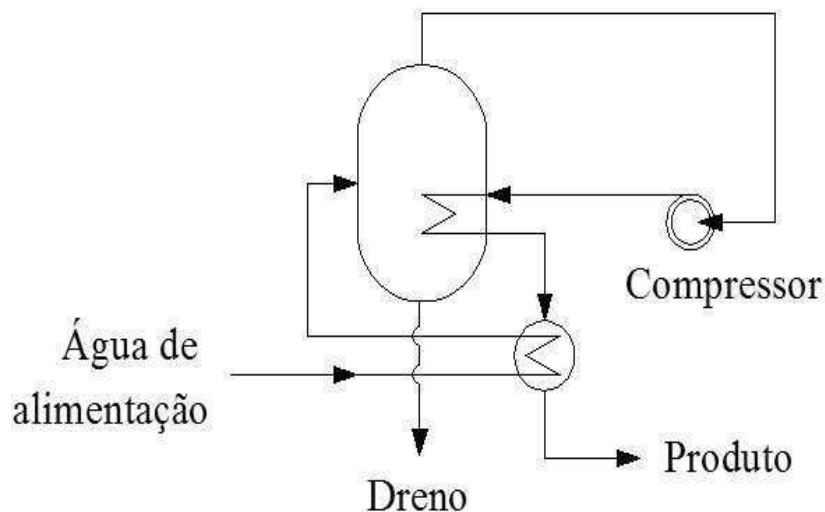 Compressor
Água de
alimentação
Produto
Dreno